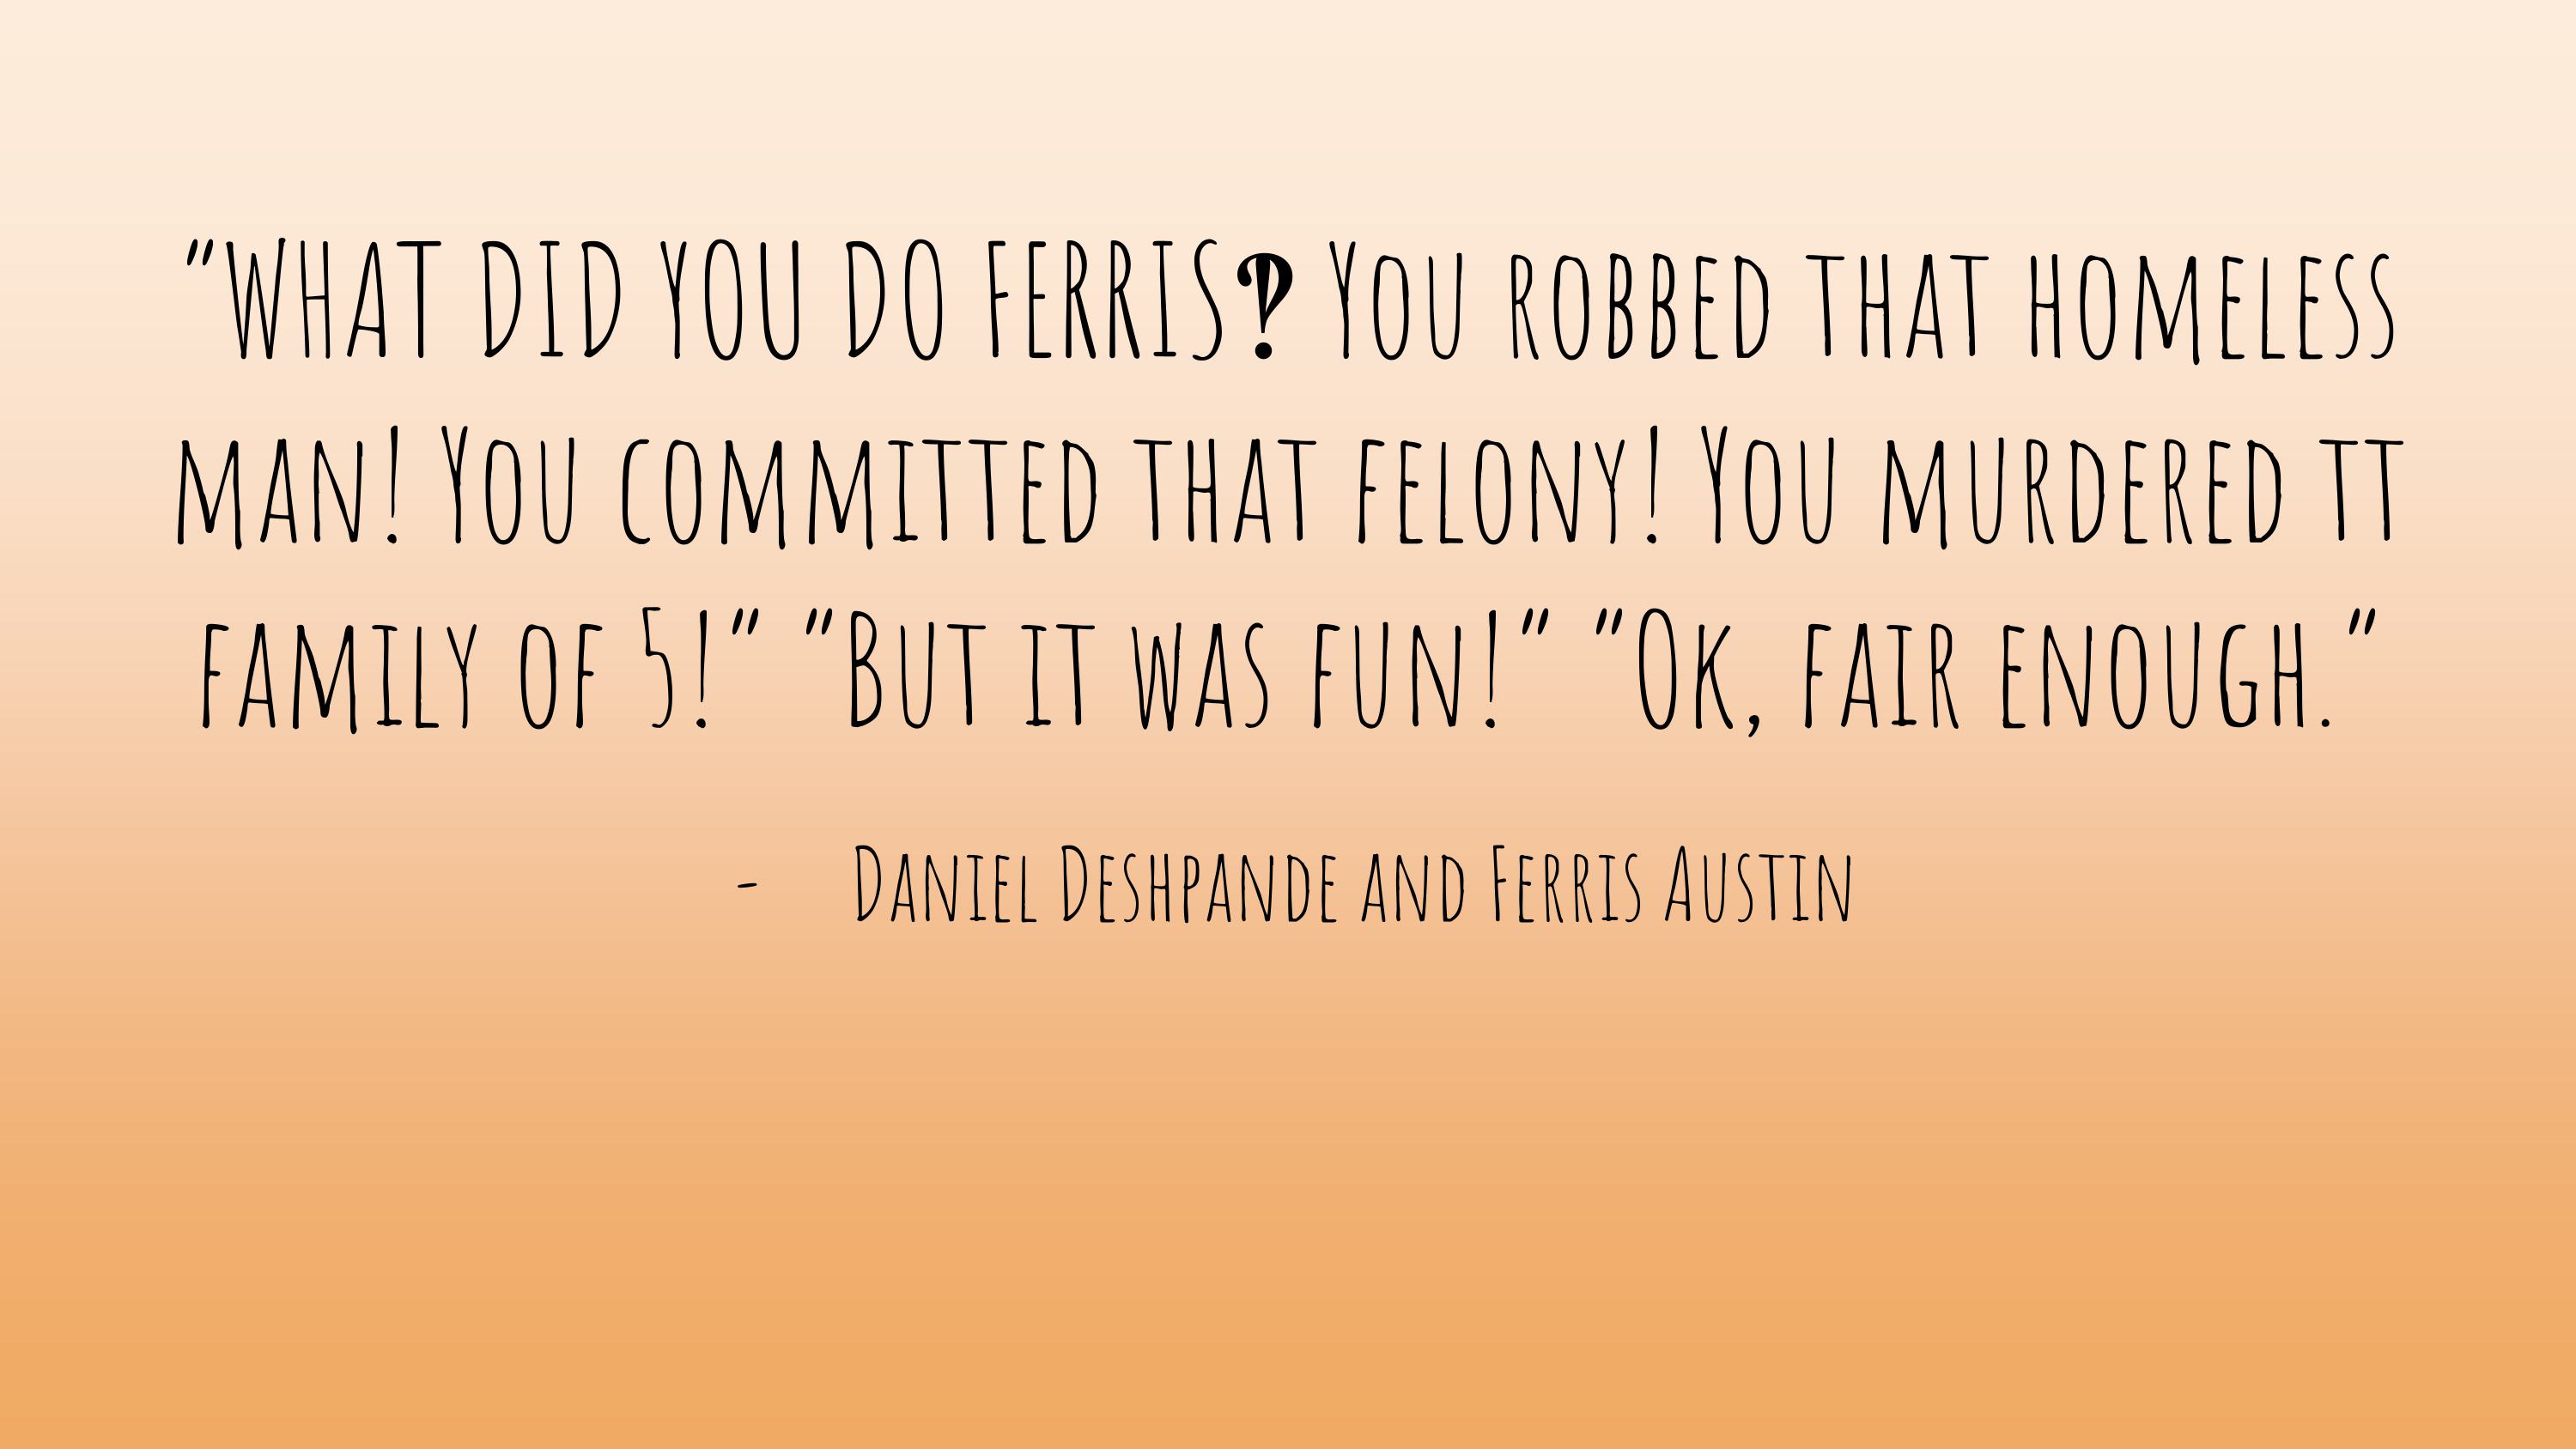 “WHAT DID YOU DO FERRIS‽ You robbed that homeless
man! You committed that felony! You murdered tt
family of 5!” “But it was fun!” “Ok, fair enough.”
- Daniel Deshpande and Ferris Austin